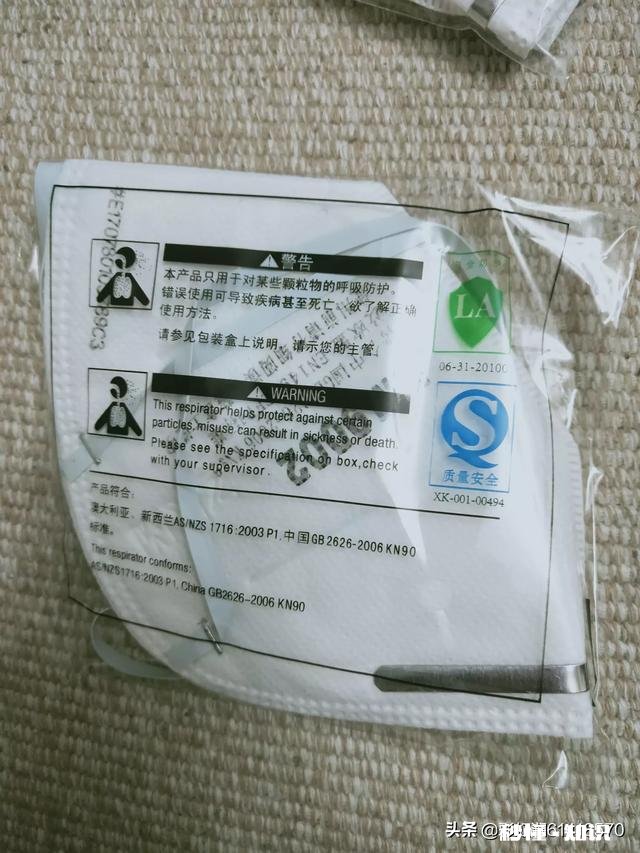 警告
本产品只用于对某些颗粒物的呼吸防护。
错误使用可导致疾病甚至死亡。欲了解正确
使用方法。
请参见包装盒上说明，请示您的主管。
LA
06-31-20100
WARNING
This respirator helps protect against certain
particles,misuse can result in sickness or death.
Please see the specification on box,check
with your supervisor.
质量安全
XK-001-00494
产品符合:
澳大利亚、新西兰AS/NZS 1716:2003 P1,中国GB2626-2006 KN90
标准。
This respirator conforms:
AS/NZS1716:2003 P1, China GB2626-2006 KN90
头条